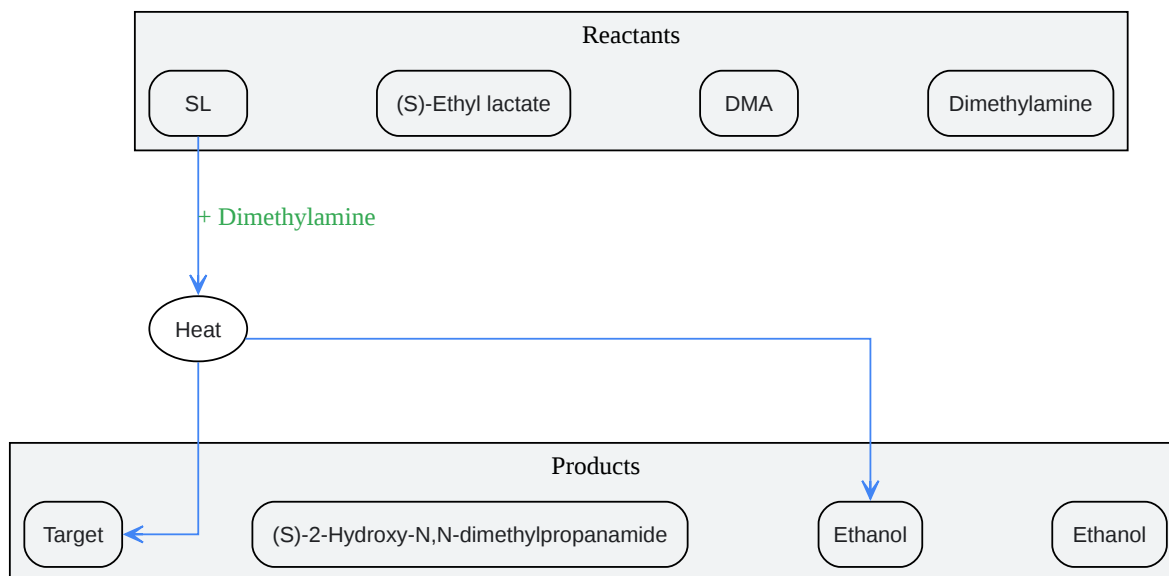 Reactants
SL
(S)-Ethyl lactate
DMA
Dimethylamine
+ Dimethylamine
Heat
Products
Target
(S)-2-Hydroxy-N,N-dimethylpropanamide
Ethanol
Ethanol